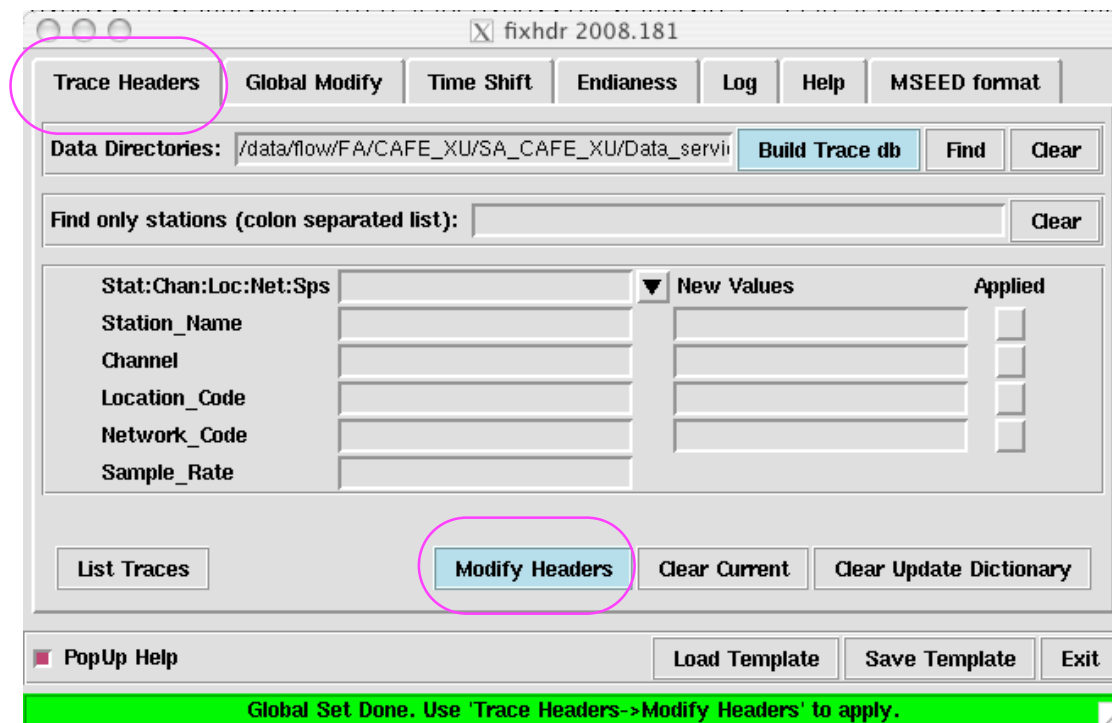 X fixhdr 2008.181
Trace Headers Global Modify Time Shift Endianess Log Help MSEED format
Data Directories: /data/flow/FA/CAFE_XU/SA_CAFE_XU/Data_servi Build Trace db Find Clear
Find only stations (colon separated list): Clear
Stat:Chan:Loc:Net:Sps New Values Applied
Station_Name
Channel
Location_Code
Network_Code
Sample_Rate
List Traces Modify Headers Clear Current Clear Update Dictionary
PopUp Help Load Template Save Template Exit
Global Set Done. Use 'Trace Headers->Modify Headers' to apply.